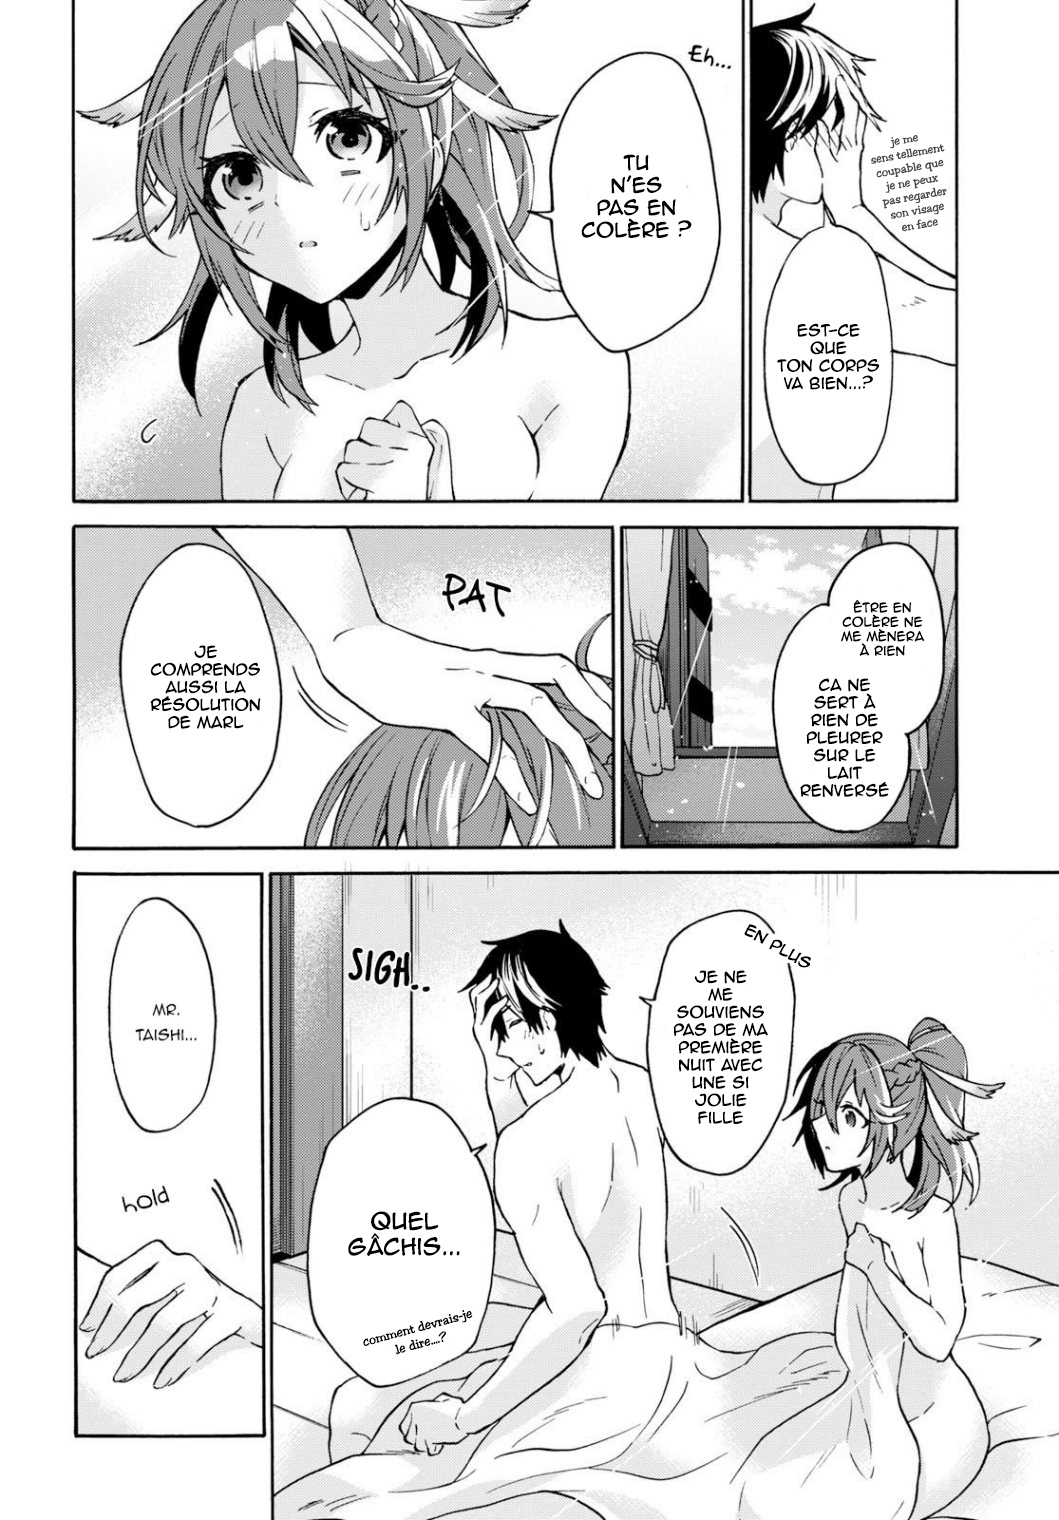 je me
sens tellement
coupable que
je ne peux
pas regarder
son visage
en face
EST-CE
QUE
TON CORPS
VA BIEN...?
Eh...
TU
N'ES
PAS EN
COLÈRE ?
ÊTRE EN
COLÈRE NE
ME MÈNERA
À RIEN
CA NE
SERT À
RIEN DE
PLEURER
SUR LE
LAIT
RENVERSÉ
PAT
JE
COMPRENDS
AUSSI LA
RÉSOLUTION
DE MARL
EN PLUS
JE NE
ME
SOUVIENS
PAS DE MA
PREMIÈRE
NUIT AVEC
UNE SI
JOLIE
FILLE
SIGH..
QUEL
GÂCHIS...
comment devrais-je
le dire....?
MR.
TAISHI...
hold